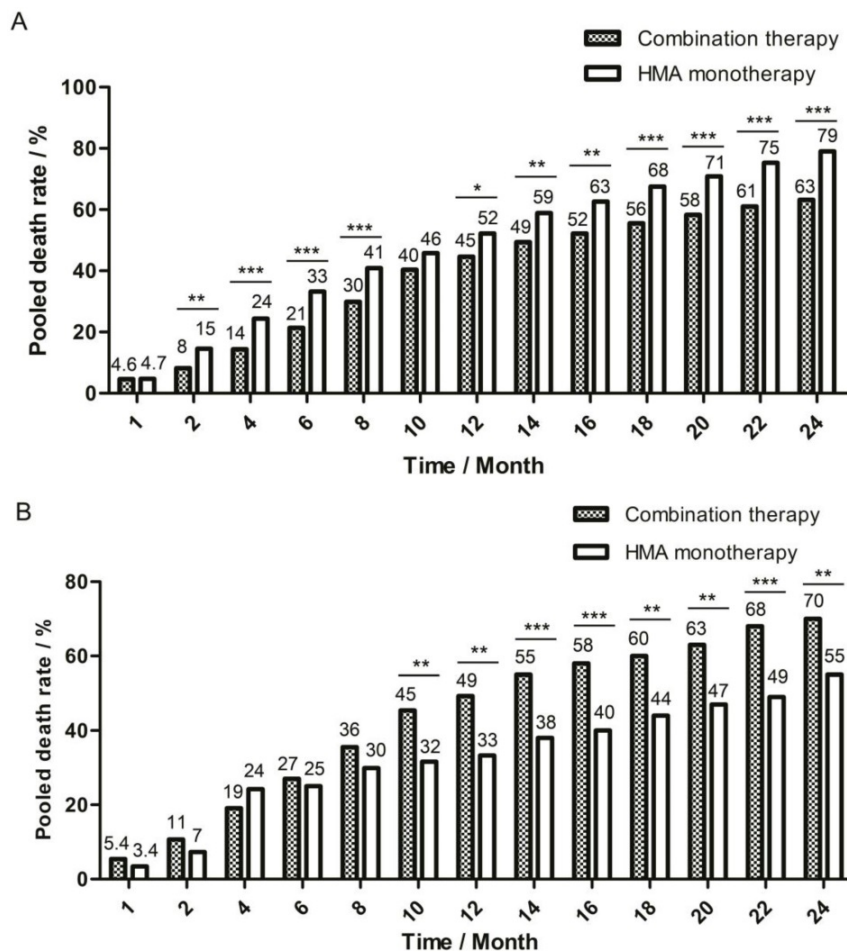 A
Combination therapy
HMA monotherapy
Pooled death rate / %
100
80
60
40
20
0
4.6 4.7
8 15 **
14 24 ***
21 33 ***
30 41 ***
40 46
45 52 *
49 59 **
52 63 **
56 68 ***
58 71 ***
61 75 ***
63 79 ***
1 2 4 6 8 10 12 14 16 18 20 22 24
Time / Month
B
Combination therapy
HMA monotherapy
Pooled death rate / %
80
60
40
20
0
5.4 3.4
11 7
19 24
27 25
36 30
45 32 **
49 33 **
55 38 ***
58 40 ***
60 44 **
63 47 **
68 49 ***
70 55 **
1 2 4 6 8 10 12 14 16 18 20 22 24
Time / Month